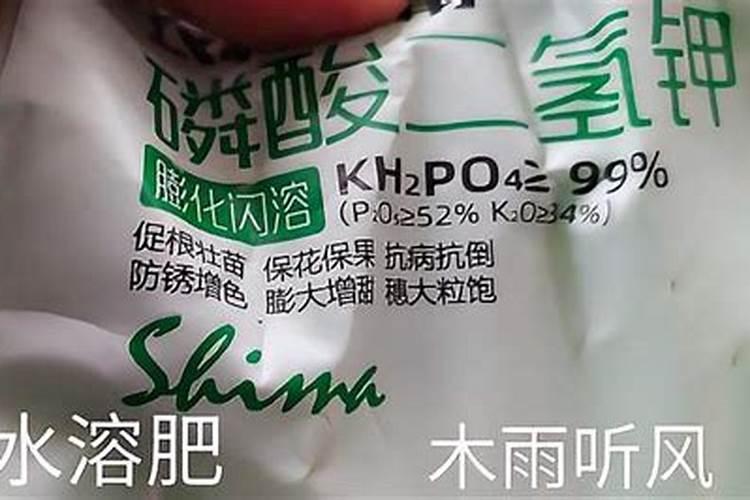 磷酸二氢钾
膨化闪溶 KH₂PO₄≥ 99%
(P₂O₅≥52% K₂O≥34%)
促根壮苗 保花保果 抗病抗倒
防锈增色 膨大增甜 穗大粒饱
Shima
水溶肥 木雨听风